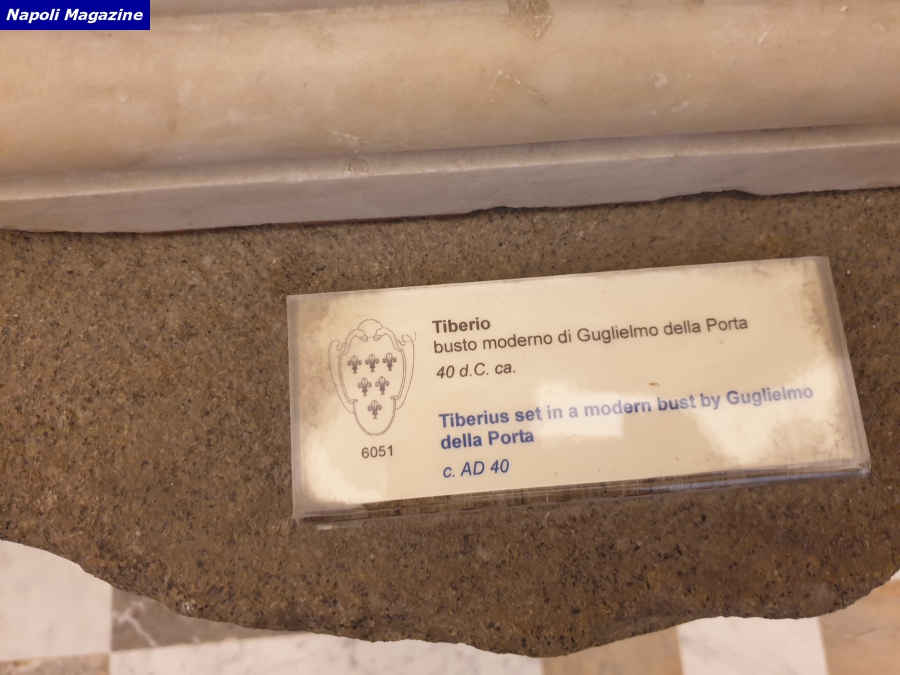 Napoli Magazine
Tiberio
busto moderno di Guglielmo della Porta
40 d.C. ca.
Tiberius set in a modern bust by Guglielmo
della Porta
c. AD 40
6051